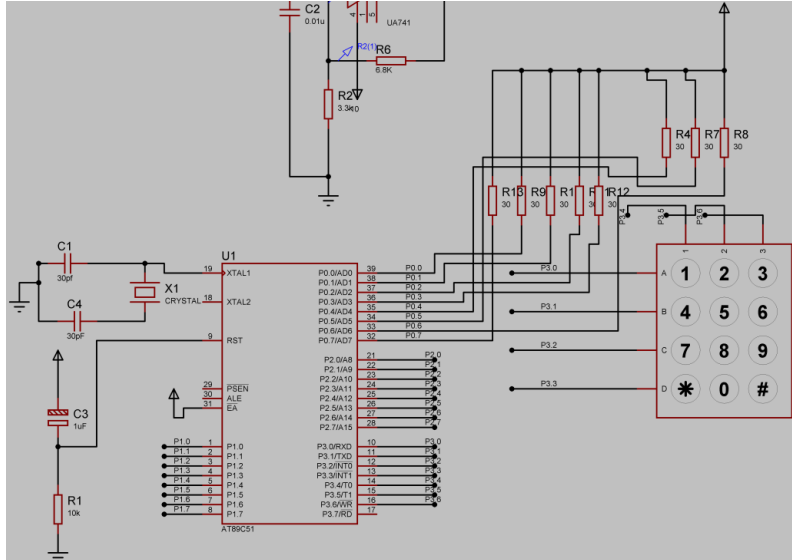 C2
0.01u
4
1
5
UA741
R2(1)
R6
6.8K
R2
3.3k
10
R4
30
R7
30
R8
30
R13
30
R9
30
R1
30
R
1
30
R12
30
P3.4
P3.5
P3.6
C1
30pf
X1
CRYSTAL
C4
30pF
U1
19
XTAL1
18
XTAL2
9
RST
29
PSEN
30
ALE
31
EA
1
P1.0
P1.0
2
P1.1
P1.1
3
P1.2
P1.2
4
P1.3
P1.3
5
P1.4
P1.4
6
P1.5
P1.5
7
P1.6
P1.6
8
P1.7
P1.7
P0.0/AD0
39
P0.0
P0.1/AD1
38
P0.1
P0.2/AD2
37
P0.2
P0.3/AD3
36
P0.3
P0.4/AD4
35
P0.4
P0.5/AD5
34
P0.5
P0.6/AD6
33
P0.6
P0.7/AD7
32
P0.7
P2.0/A8
21
P2.0
P2.1/A9
22
P2.1
P2.2/A10
23
P2.2
P2.3/A11
24
P2.3
P2.4/A12
25
P2.4
P2.5/A13
26
P2.5
P2.6/A14
27
P2.6
P2.7/A15
28
P2.7
P3.0/RXD
10
P3.0
P3.1/TXD
11
P3.1
P3.2/INT0
12
P3.2
P3.3/INT1
13
P3.3
P3.4/T0
14
P3.4
P3.5/T1
15
P3.5
P3.6/WR
16
P3.6
P3.7/RD
17
AT89C51
C3
1uF
R1
10k
1
2
3
P3.0
A
1 2 3
P3.1
B
4 5 6
P3.2
C
7 8 9
P3.3
D
* 0 #